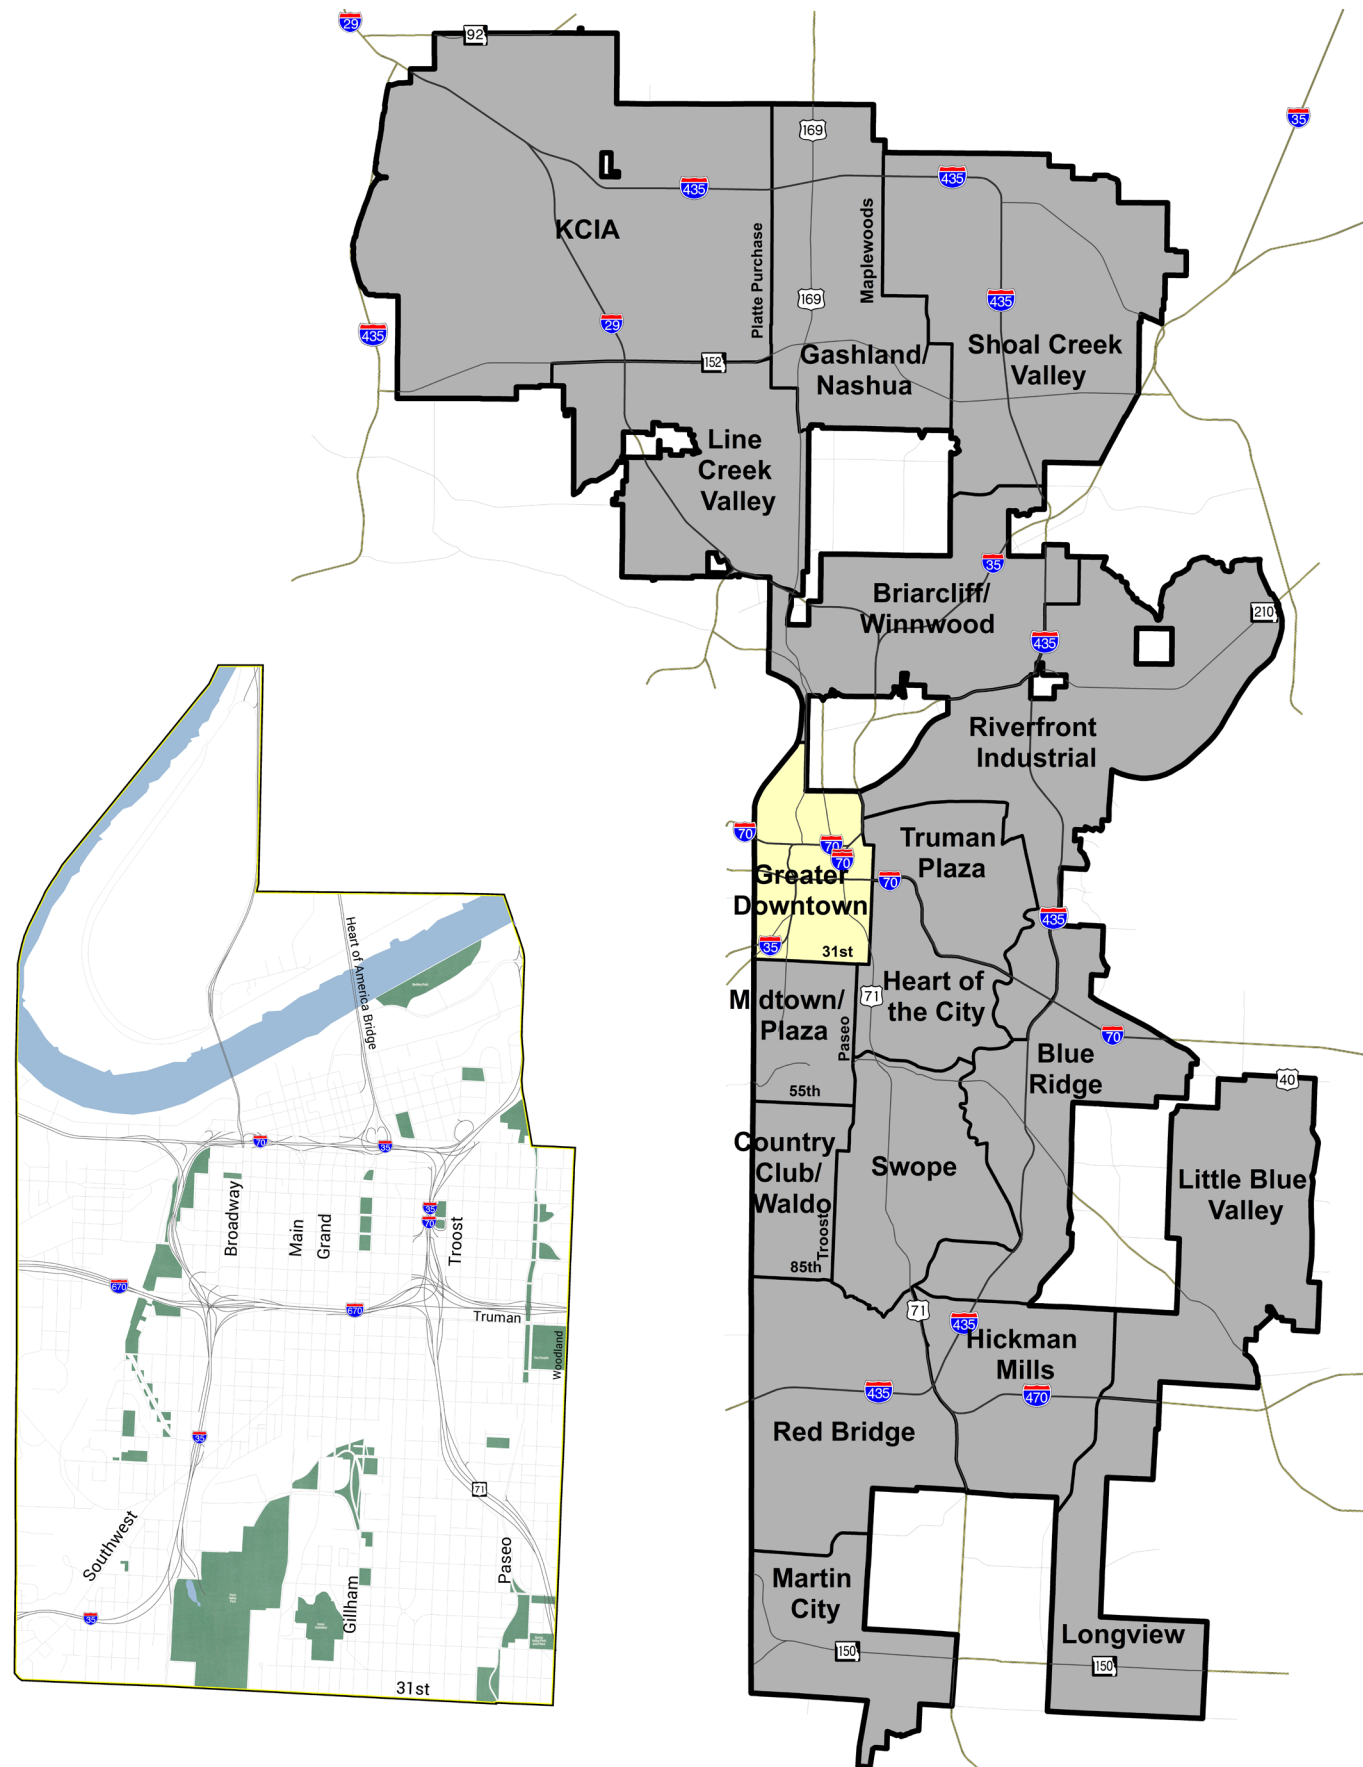 29
92
35
169
435
435
KCIA
Platte Purchase
Maplewoods
169
435
29
435
152
Gashland/
Nashua
Shoal Creek
Valley
Line
Creek
Valley
35
Briarcliff/
Winnwood
210
435
Riverfront
Industrial
70
70
70
Truman
Plaza
Greater
Downtown
70
435
35
31st
Heart of
the City
71
Midtown/
Plaza
Paseo
70
Blue
Ridge
40
55th
Country
Club/
Waldo
Troost
Swope
Little Blue
Valley
85th
71
435
Hickman
Mills
435
470
Red Bridge
Martin
City
150
Longview
150
Heart of America Bridge
70
35
Broadway
Main
Grand
35
70
Troost
670
670
Truman
Woodland
35
71
Southwest
Paseo
Gillham
35
31st